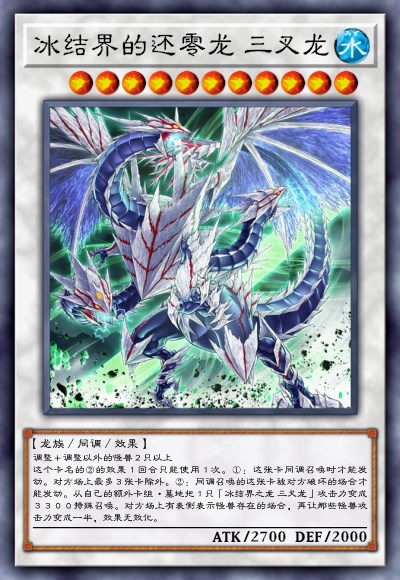 冰结界的还零龙 三叉龙
水
【龙族／同调／效果】
调整＋调整以外的怪兽2只以上
这个卡名的②的效果1回合只能使用1次。①：这张卡同调召唤时才能发
动。对方场上最多3张卡除外。②：同调召唤的这张卡被对方破坏的场合才
能发动。从自己的额外卡组·墓地把1只「冰结界之龙 三叉龙」攻击力变成
3300特殊召唤。对方场上有表侧表示怪兽存在的场合，再让那些怪兽攻
击力变成一半，效果无效化。
ATK/2700 DEF/2000